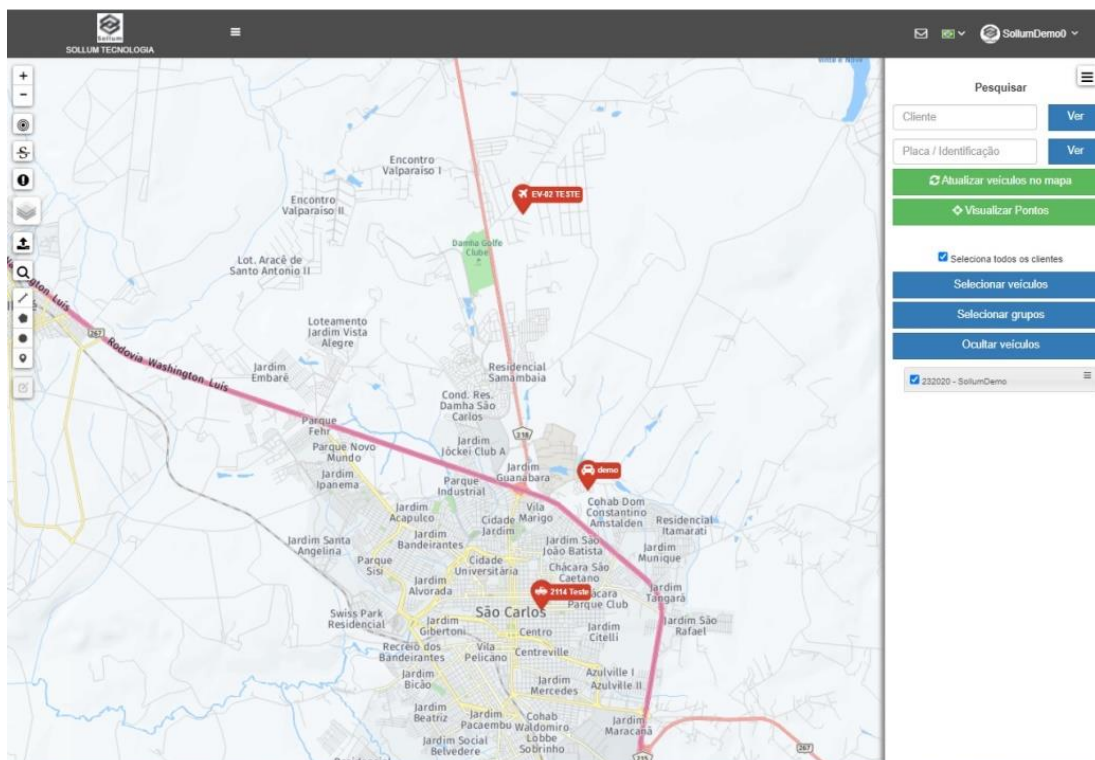 Sollum
SOLLUM TECNOLOGIA
SollumDemo0
+
−
S
Encontro
Valparaíso I
Encontro
Valparaíso II
EV-02 TESTE
Damha Golfe
Clube
Lot. Aracê de
Santo Antonio II
Loteamento
Jardim Vista
Alegre
267
Rodovia Washington Luís
Jardim
Embaré
Residencial
Samambaia
Cond. Res.
Damha São
Carlos
Parque
Fehr
318
Parque Novo
Mundo
Jardim
Jóckei Club A
Jardim
Guanabara
Jardim
Ipanema
Parque
Industrial
demo
Jardim
Acapulco
Cidade
Jardim
Vila
Marigo
Cohab Dom
Constantino
Amstalden
Residencial
Itamarati
Jardim Santa
Angelina
Jardim
Bandeirantes
Jardim São
João Batista
Jardim
Munique
Parque
Sisi
Cidade
Universitária
Chácara São
Caetano
Jardim
Alvorada
2114 Teste
Parque Club
Jardim
Tangará
Swiss Park
Residencial
São Carlos
Jardim
Gibertoni
Centro
Jardim
Citelli
Jardim São
Rafael
Recreio dos
Bandeirantes
Vila
Pelicano
Centreville
Jardim
Bicão
Azulville I
Azulville II
Jardim
Mercedes
Jardim
Beatriz
Jardim
Pacaembu
Cohab
Waldomiro
Lobbe
Sobrinho
Jardim
Maracanã
Jardim Social
Belvedere
215
267
Pesquisar
Cliente
Ver
Placa / Identificação
Ver
Atualizar veículos no mapa
Visualizar Pontos
Seleciona todos os clientes
Selecionar veículos
Selecionar grupos
Ocultar veículos
232020 - SollumDemo